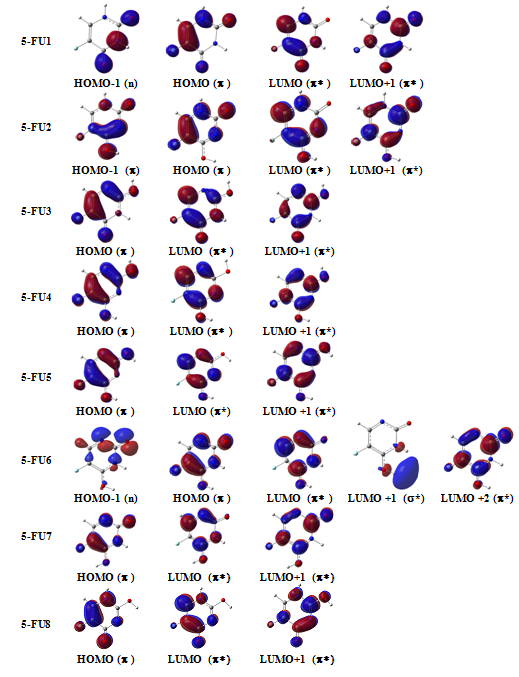 5-FU1
HOMO-1 (n) HOMO (π ) LUMO (π* ) LUMO+1 (π* )
5-FU2
HOMO-1 (π) HOMO (π ) LUMO (π* ) LUMO+1 (π*)
5-FU3
HOMO (π ) LUMO (π* ) LUMO+1 (π*)
5-FU4
HOMO (π ) LUMO (π* ) LUMO +1 (π*)
5-FU5
HOMO (π ) LUMO (π*) LUMO +1 (π*)
5-FU6
HOMO-1 (n) HOMO (π ) LUMO (π* ) LUMO +1 (σ*) LUMO +2 (π*)
5-FU7
HOMO (π ) LUMO (π*} LUMO+1 (π*}
5-FU8
HOMO (π ) LUMO (π*} LUMO+1 (π*}